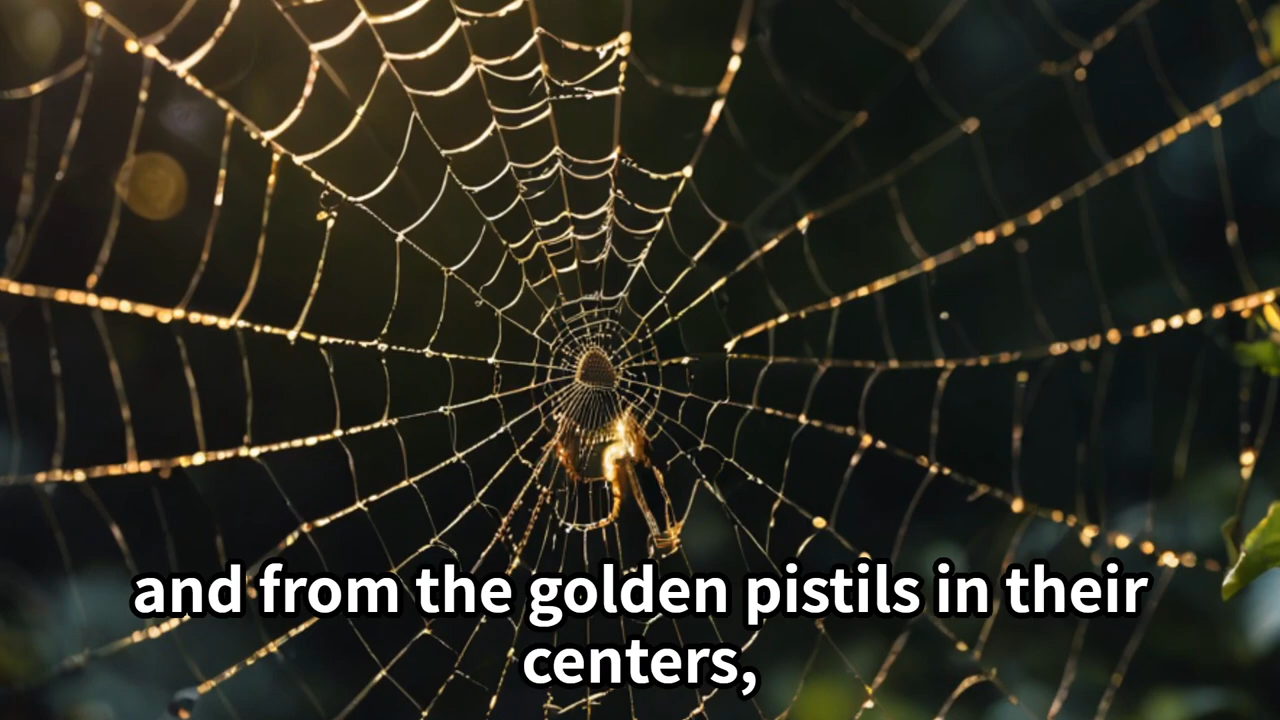 and from the golden pistils in their
centers,